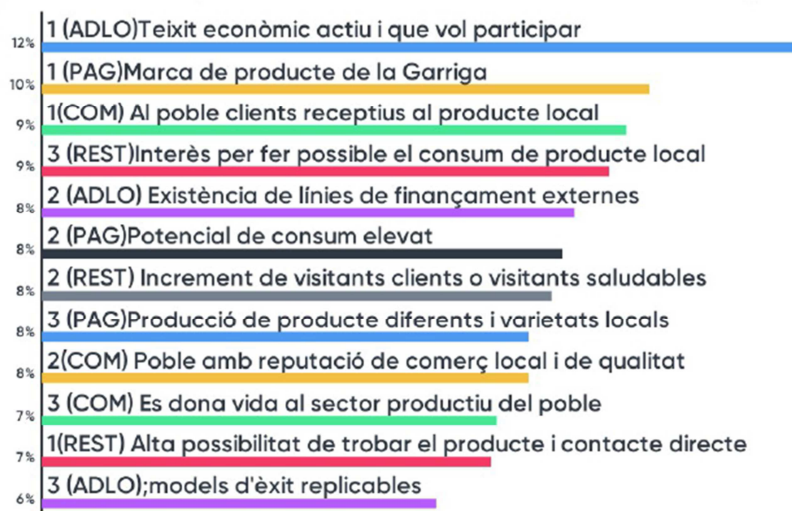 1 (ADLO)Teixit econòmic actiu i que vol participar
12%
1 (PAG)Marca de producte de la Garriga
10%
1(COM) Al poble clients receptius al producte local
9%
3 (REST)Interès per fer possible el consum de producte local
9%
2 (ADLO) Existència de línies de finançament externes
8%
2 (PAG)Potencial de consum elevat
8%
2 (REST) Increment de visitants clients o visitants saludables
8%
3 (PAG)Producció de producte diferents i varietats locals
8%
2(COM) Poble amb reputació de comerç local i de qualitat
8%
3 (COM) Es dona vida al sector productiu del poble
7%
1(REST) Alta possibilitat de trobar el producte i contacte directe
7%
3 (ADLO);models d'èxit replicables
6%